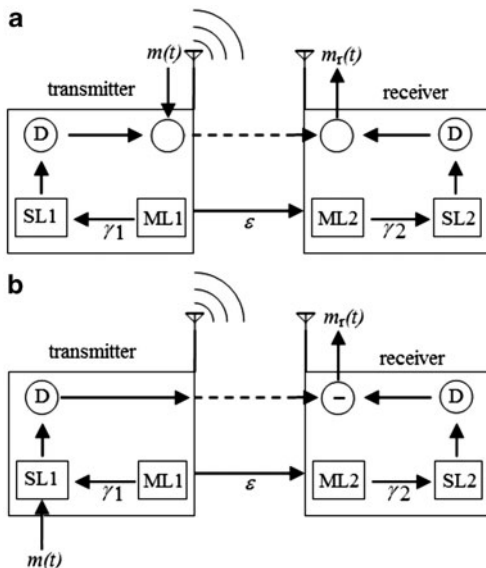 a
m(t)
mr(t)
transmitter
receiver
D
D
SL1
γ1
ML1
ε
ML2
γ2
SL2
b
mr(t)
transmitter
receiver
D
−
D
SL1
γ1
ML1
ε
ML2
γ2
SL2
m(t)